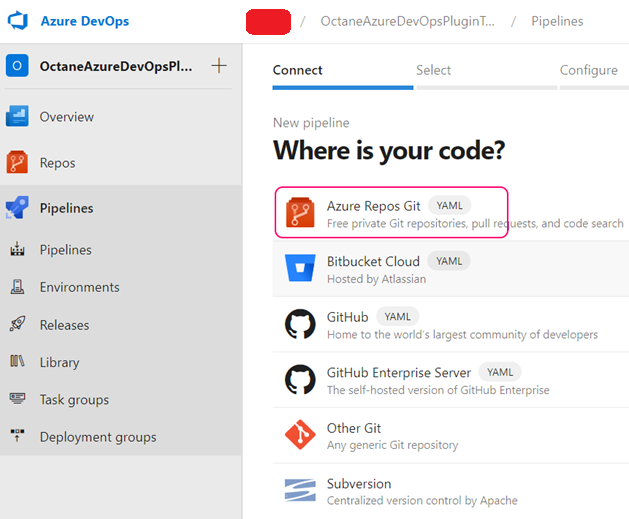 Azure DevOps
/ OctaneAzureDevOpsPluginT... / Pipelines
O OctaneAzureDevOpsPl... +
Overview
Repos
Pipelines
Pipelines
Environments
Releases
Library
Task groups
Deployment groups
Connect
Select
Configure
New pipeline
Where is your code?
Azure Repos Git YAML
Free private Git repositories, pull requests, and code search
Bitbucket Cloud YAML
Hosted by Atlassian
GitHub YAML
Home to the world's largest community of developers
GitHub Enterprise Server YAML
The self-hosted version of GitHub Enterprise
Other Git
Any generic Git repository
Subversion
Centralized version control by Apache